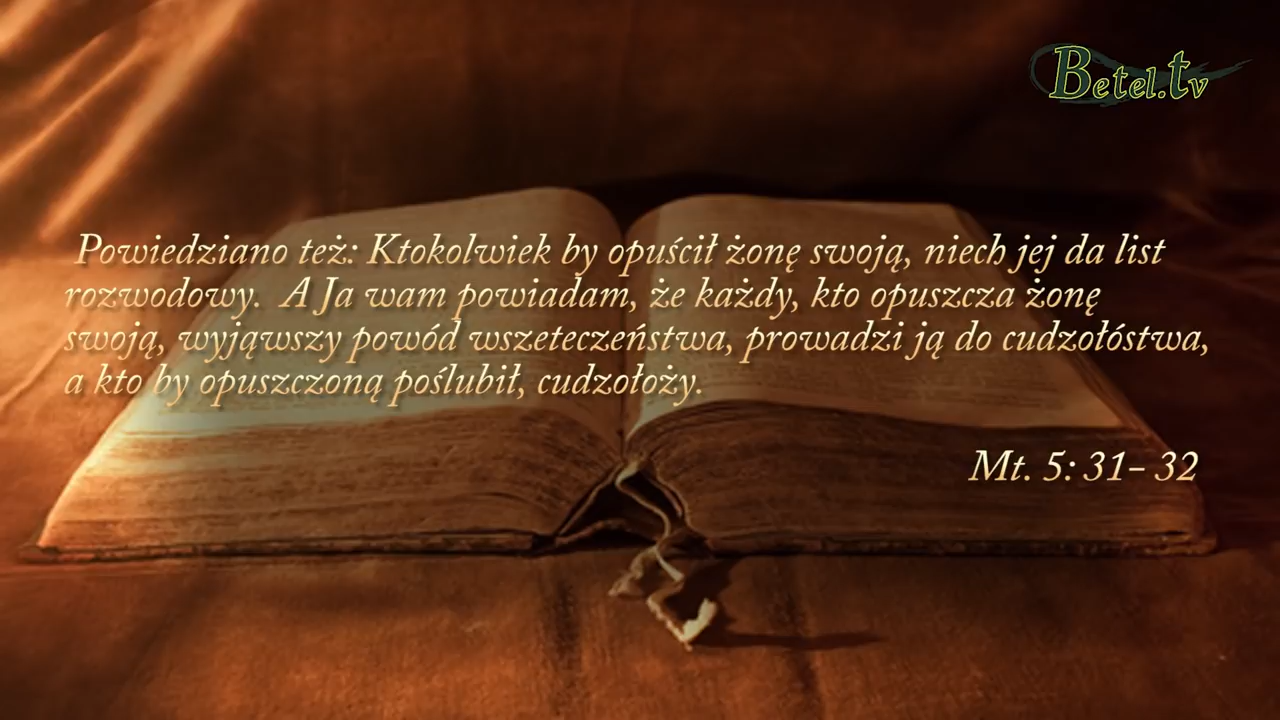 Betel.tv
Powiedziano też: Ktokolwiek by opuścił żonę swoją, niech jej da list
rozwodowy. A Ja wam powiadam, że każdy, kto opuszcza żonę
swoją, wyjąwszy powód wszeteczeństwa, prowadzi ją do cudzołóstwa,
a kto by opuszczoną poślubił, cudzołoży.
Mt. 5: 31– 32